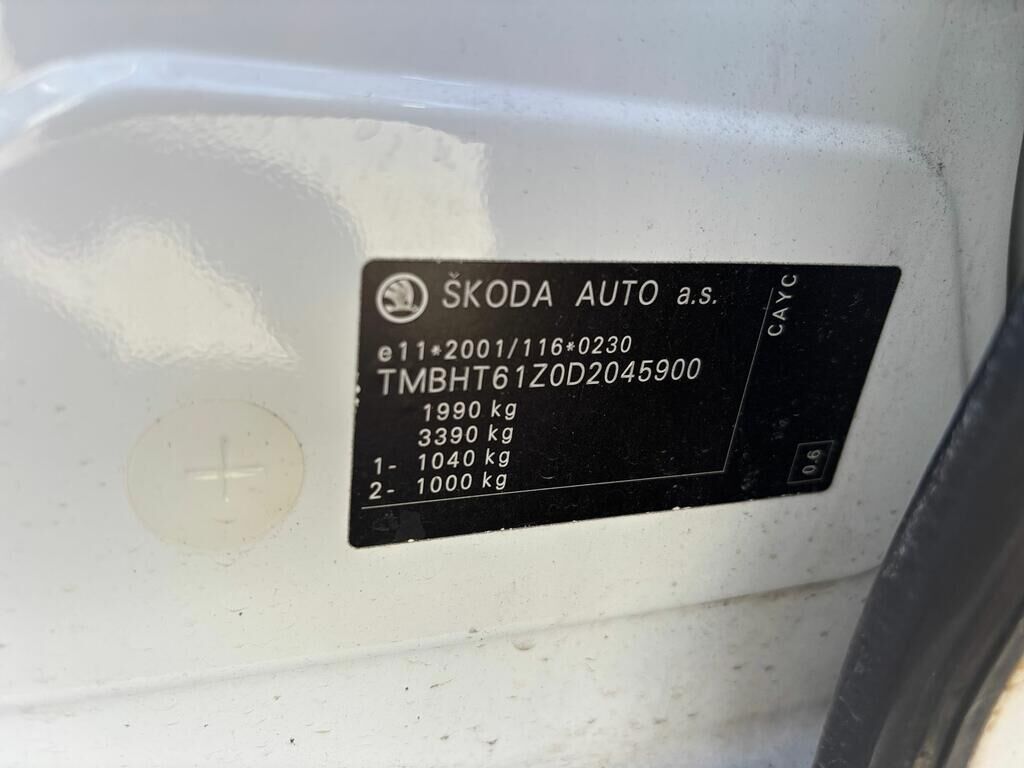 ŠKODA AUTO a.s.
e11*2001/116*0230
TMBHT61Z0D2045900
1990 kg
3390 kg
1- 1040 kg
2- 1000 kg
CAYC
0.6